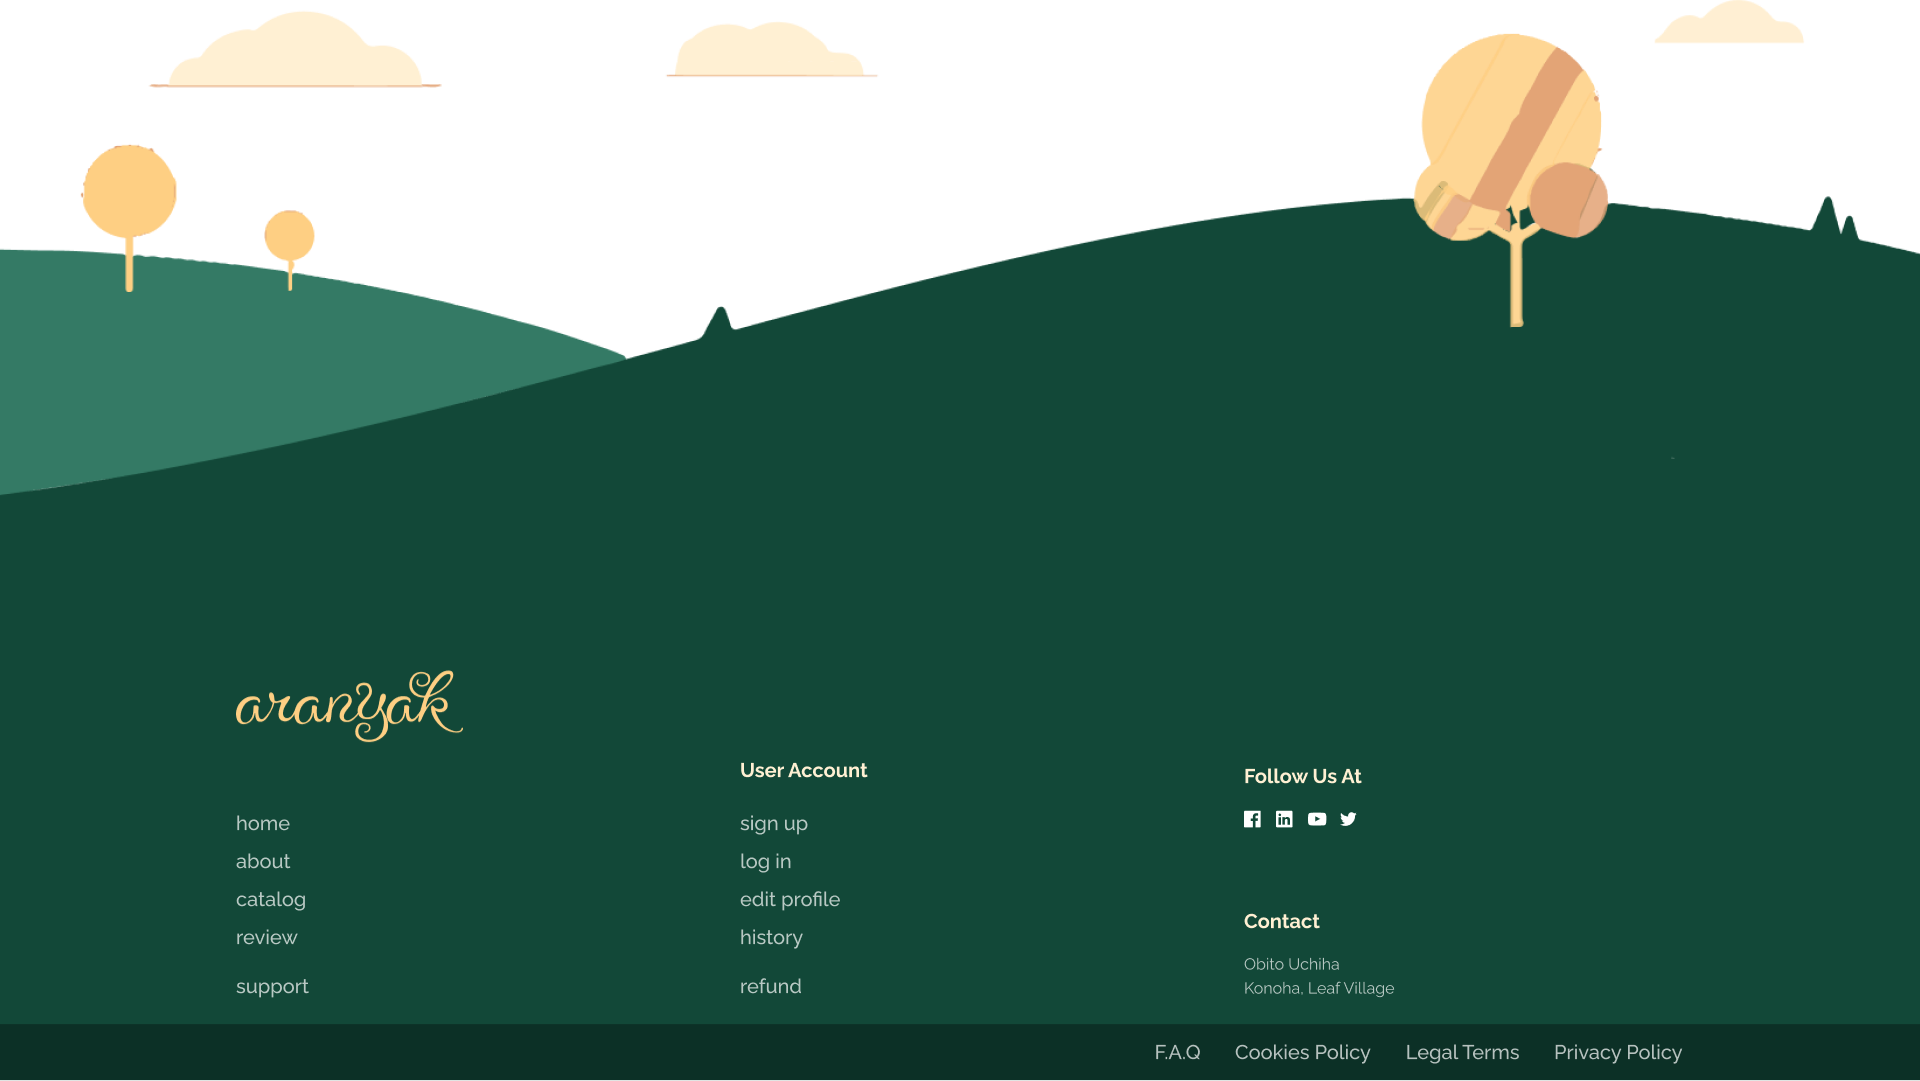 aranyak
home
about
catalog
review
support
User Account
sign up
log in
edit profile
history
refund
Follow Us At
Contact
Obito Uchiha
Konoha, Leaf Village
F.A.Q
Cookies Policy
Legal Terms
Privacy Policy